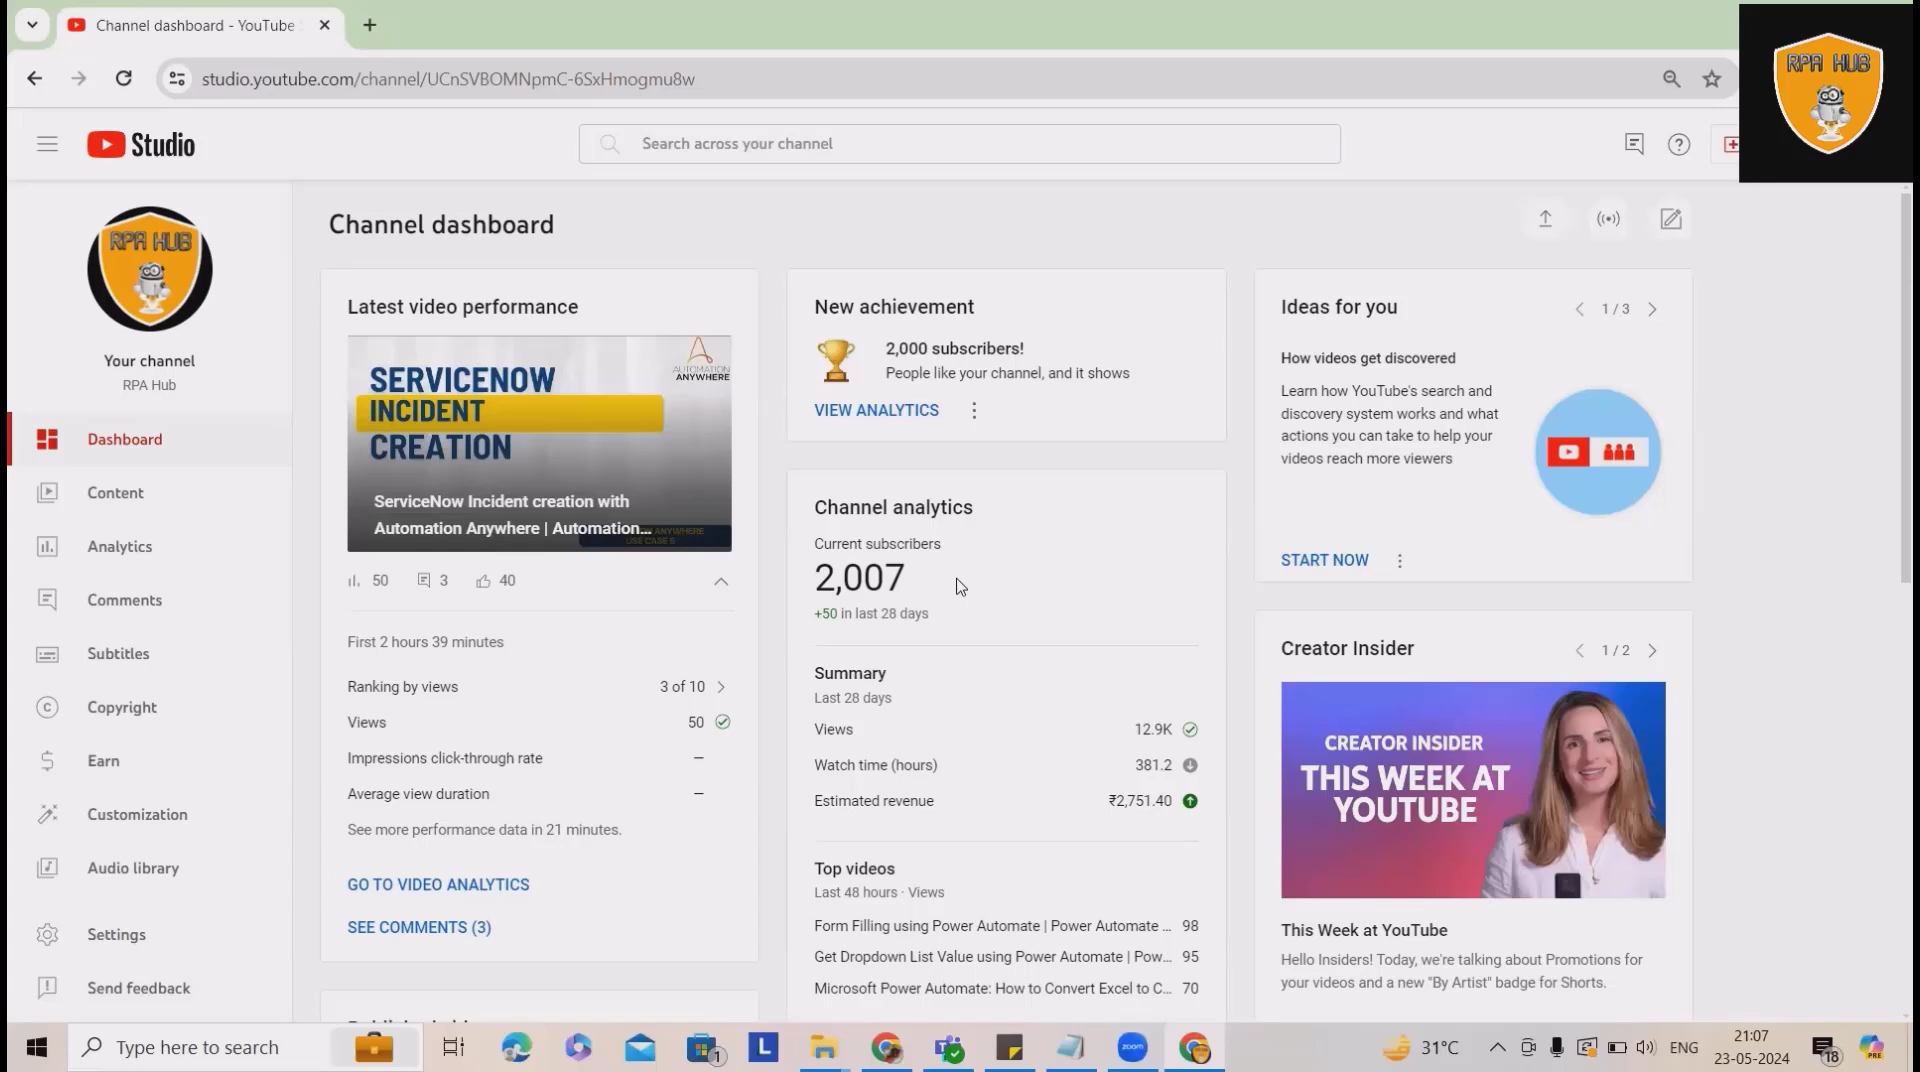 Channel dashboard - YouTube
studio.youtube.com/channel/UCnSVBOMNpmC-6SxHmogmu8w
RPA HUB
Studio
Search across your channel
RPA HUB
Your channel
RPA Hub
Dashboard
Content
Analytics
Comments
Subtitles
Copyright
Earn
Customization
Audio library
Settings
Send feedback
Channel dashboard
Latest video performance
AUTOMATION
ANYWHERE
SERVICENOW
INCIDENT
CREATION
ServiceNow Incident creation with
Automation Anywhere | Automation...
ANYWHERE
USE CASE
50 3 40
First 2 hours 39 minutes
Ranking by views 3 of 10
Views 50
Impressions click-through rate –
Average view duration –
See more performance data in 21 minutes.
GO TO VIDEO ANALYTICS
SEE COMMENTS (3)
New achievement
2,000 subscribers!
People like your channel, and it shows
VIEW ANALYTICS
Channel analytics
Current subscribers
2,007
+50 in last 28 days
Summary
Last 28 days
Views 12.9K
Watch time (hours) 381.2
Estimated revenue ₹2,751.40
Top videos
Last 48 hours · Views
Form Filling using Power Automate | Power Automate ... 98
Get Dropdown List Value using Power Automate | Pow... 95
Microsoft Power Automate: How to Convert Excel to C... 70
Ideas for you
1 / 3
How videos get discovered
Learn how YouTube's search and
discovery system works and what
actions you can take to help your
videos reach more viewers
START NOW
Creator Insider
1 / 2
CREATOR INSIDER
THIS WEEK AT
YOUTUBE
This Week at YouTube
Hello Insiders! Today, we're talking about Promotions for
your videos and a new "By Artist" badge for Shorts.
Type here to search
1
L
zoom
31°C
ENG
21:07
23-05-2024
18
PRE